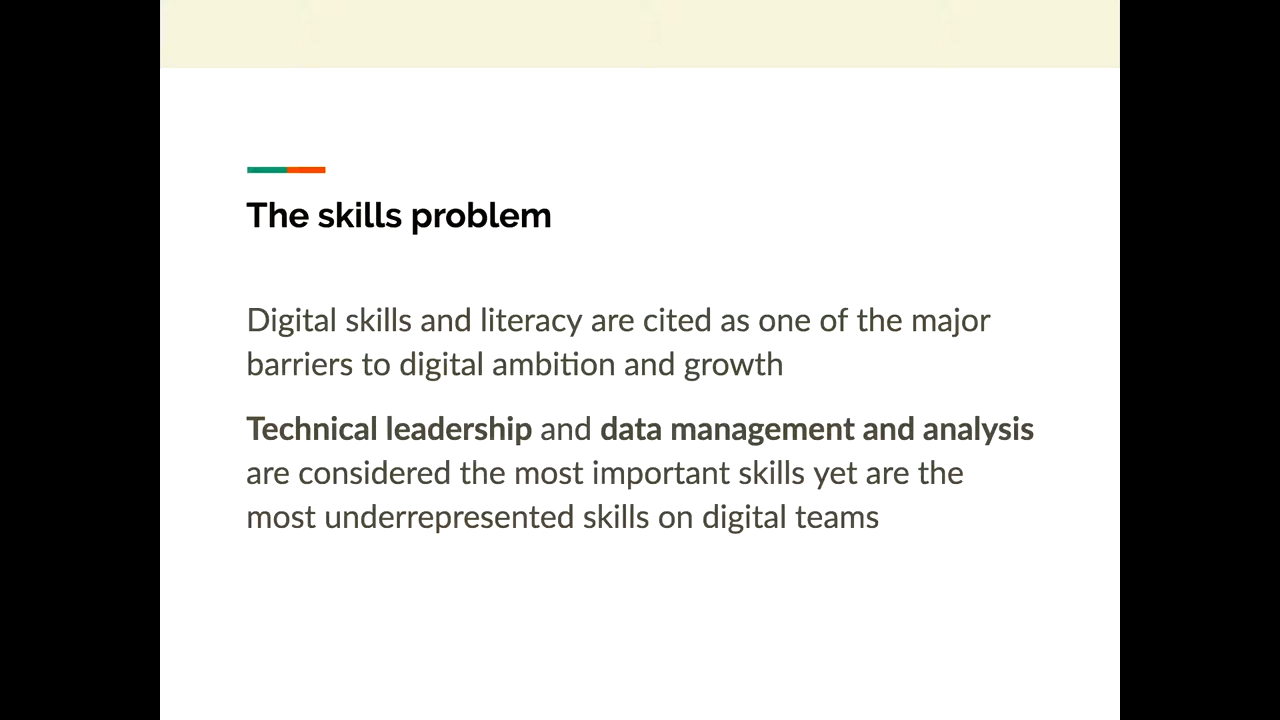 The skills problem
Digital skills and literacy are cited as one of the major
barriers to digital ambition and growth
Technical leadership and data management and analysis
are considered the most important skills yet are the
most underrepresented skills on digital teams